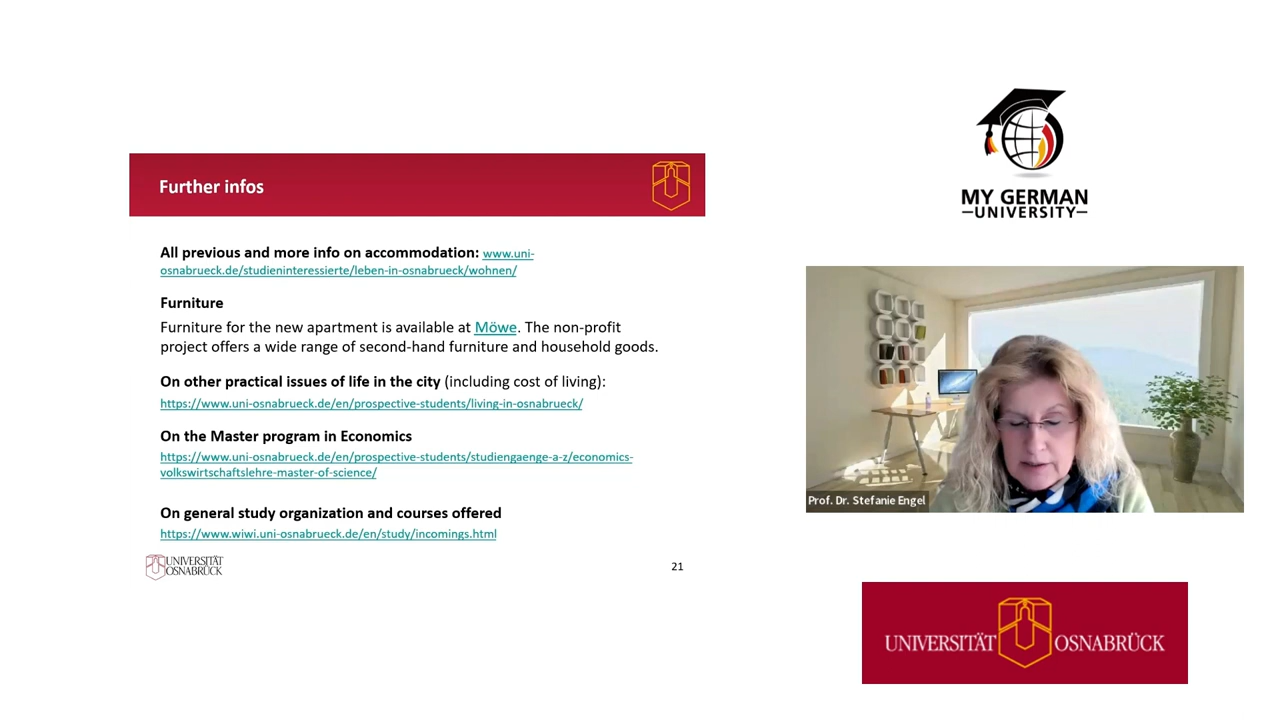 Further infos
All previous and more info on accommodation: www.uni-
osnabrueck.de/studieninteressierte/leben-in-osnabrueck/wohnen/
Furniture
Furniture for the new apartment is available at Möwe. The non-profit
project offers a wide range of second-hand furniture and household goods.
On other practical issues of life in the city (including cost of living):
https://www.uni-osnabrueck.de/en/prospective-students/living-in-osnabrueck/
On the Master program in Economics
https://www.uni-osnabrueck.de/en/prospective-students/studiengaenge-a-z/economics-
volkswirtschaftslehre-master-of-science/
On general study organization and courses offered
https://www.wiwi.uni-osnabrueck.de/en/study/incomings.html
UNIVERSITÄT
OSNABRÜCK
21
MY GERMAN
UNIVERSITY
Prof. Dr. Stefanie Engel
UNIVERSITÄT OSNABRÜCK